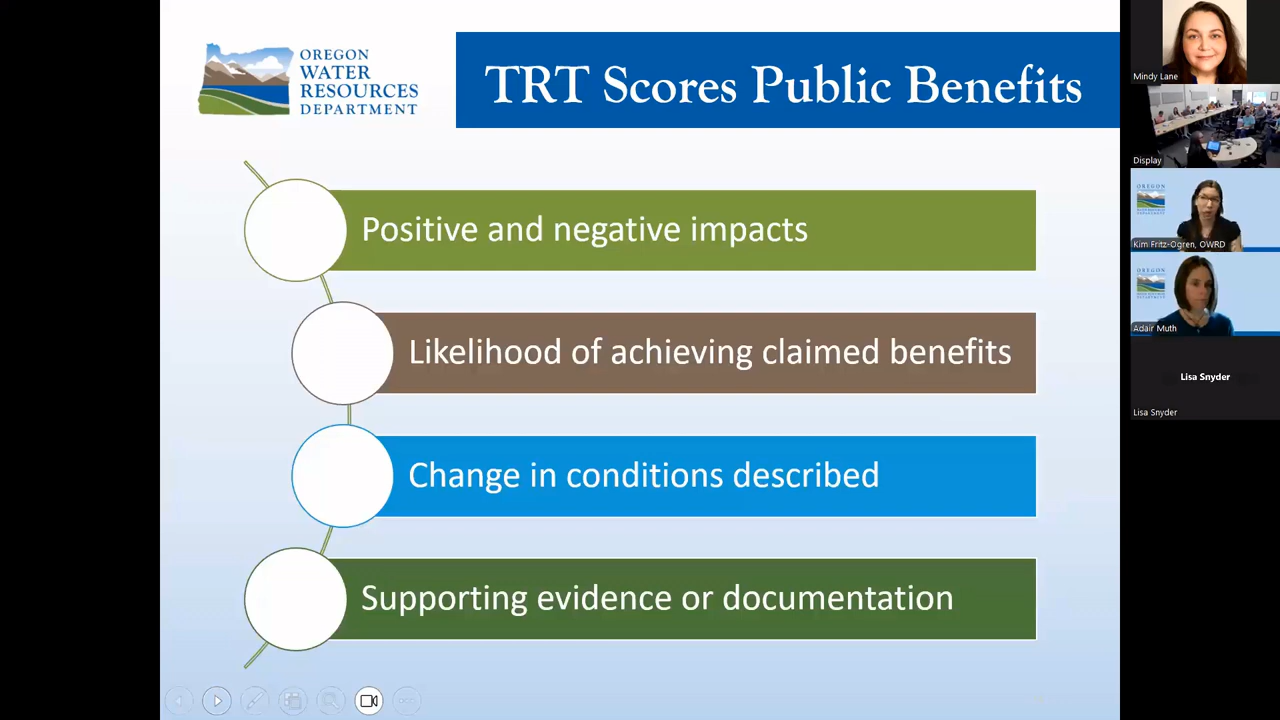 OREGON
WATER
RESOURCES
DEPARTMENT
TRT Scores Public Benefits
Positive and negative impacts
Likelihood of achieving claimed benefits
Change in conditions described
Supporting evidence or documentation
Mindy Lane
Display
OREGON
Kim Fritz-Ogren, OWRD
OREGON
Adair Muth
Lisa Snyder
Lisa Snyder